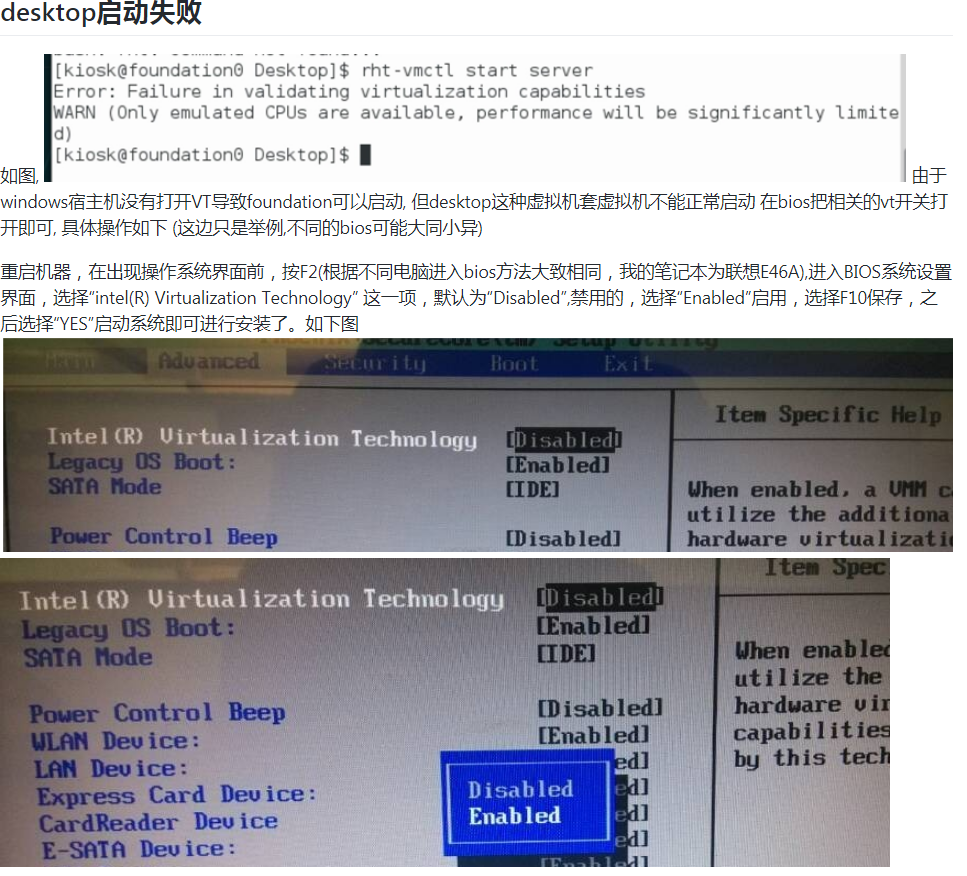 desktop启动失败
[kiosk@foundation0 Desktop]$ rht-vmctl start server
Error: Failure in validating virtualization capabilities
WARN (Only emulated CPUs are available, performance will be significantly limite
d)
[kiosk@foundation0 Desktop]$
如图, 由于
windows宿主机没有打开VT导致foundation可以启动, 但desktop这种虚拟机套虚拟机不能正常启动 在bios把相关的vt开关打
开即可, 具体操作如下 (这边只是举例,不同的bios可能大同小异)
重启机器，在出现操作系统界面前，按F2(根据不同电脑进入bios方法大致相同，我的笔记本为联想E46A),进入BIOS系统设置
界面，选择“intel(R) Virtualization Technology” 这一项，默认为“Disabled”,禁用的，选择“Enabled”启用，选择F10保存，之
后选择“YES”启动系统即可进行安装了。如下图
Setup Utility
Advanced Security Boot Exit
Item Specific Help
Intel(R) Virtualization Technology [Disabled]
Legacy OS Boot: [Enabled]
SATA Mode [IDE]
When enabled, a VMM c
utilize the additiona
Power Control Beep [Disabled] hardware virtualizati
Item Spec
Intel(R) Virtualization Technology [Disabled]
Legacy OS Boot: [Enabled]
SATA Mode [IDE] When enabled
utilize the
Power Control Beep [Disabled] hardware vir
WLAN Device: [Enabled] capabilities
LAN Device: ed] by this tech
Express Card Device: Disabled ed]
CardReader Device Enabled ed]
E-SATA Device: ed]